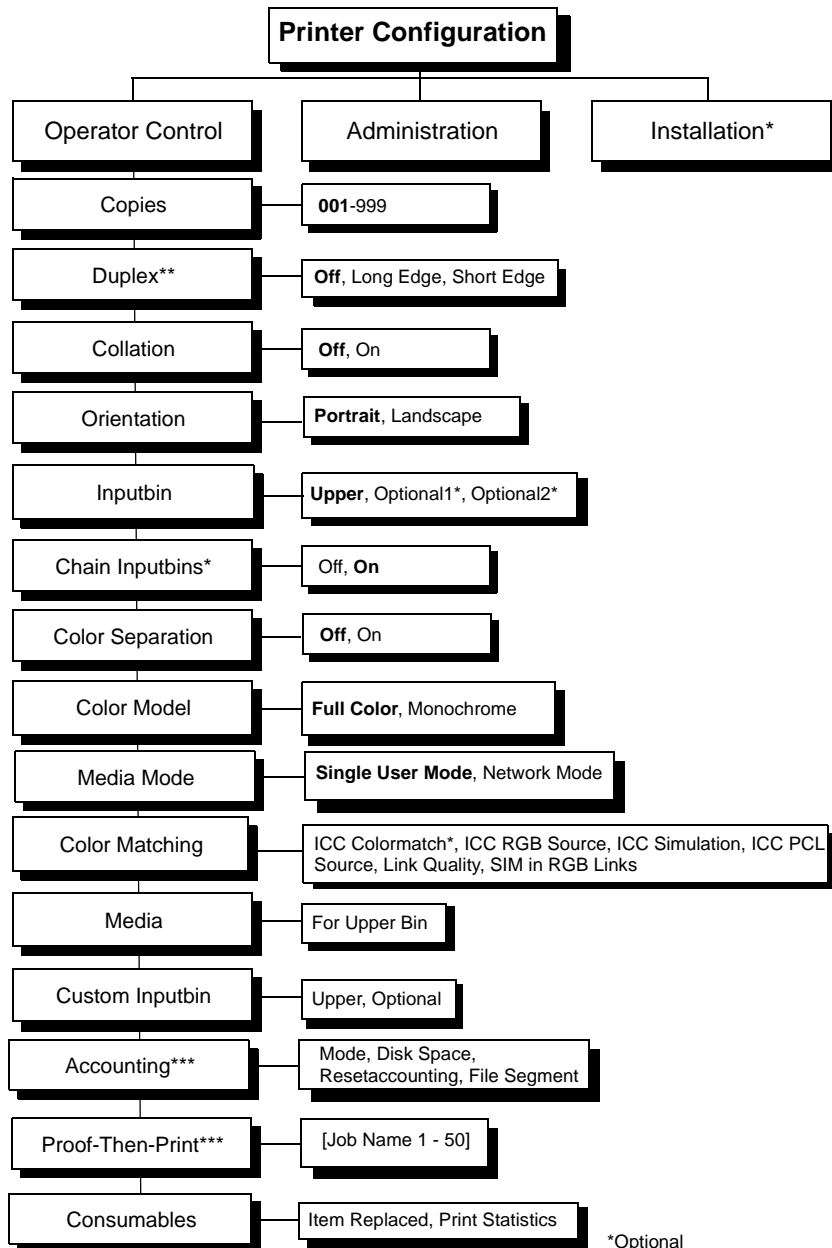 Printer Configuration
Operator Control
Administration
Installation*
Copies
001-999
Duplex**
Off, Long Edge, Short Edge
Collation
Off, On
Orientation
Portrait, Landscape
Inputbin
Upper, Optional1*, Optional2*
Chain Inputbins*
Off, On
Color Separation
Off, On
Color Model
Full Color, Monochrome
Media Mode
Single User Mode, Network Mode
Color Matching
ICC Colormatch*, ICC RGB Source, ICC Simulation, ICC PCL
Source, Link Quality, SIM in RGB Links
Media
For Upper Bin
Custom Inputbin
Upper, Optional
Accounting***
Mode, Disk Space,
Resetaccounting, File Segment
Proof-Then-Print***
[Job Name 1 - 50]
Consumables
Item Replaced, Print Statistics
*Optional